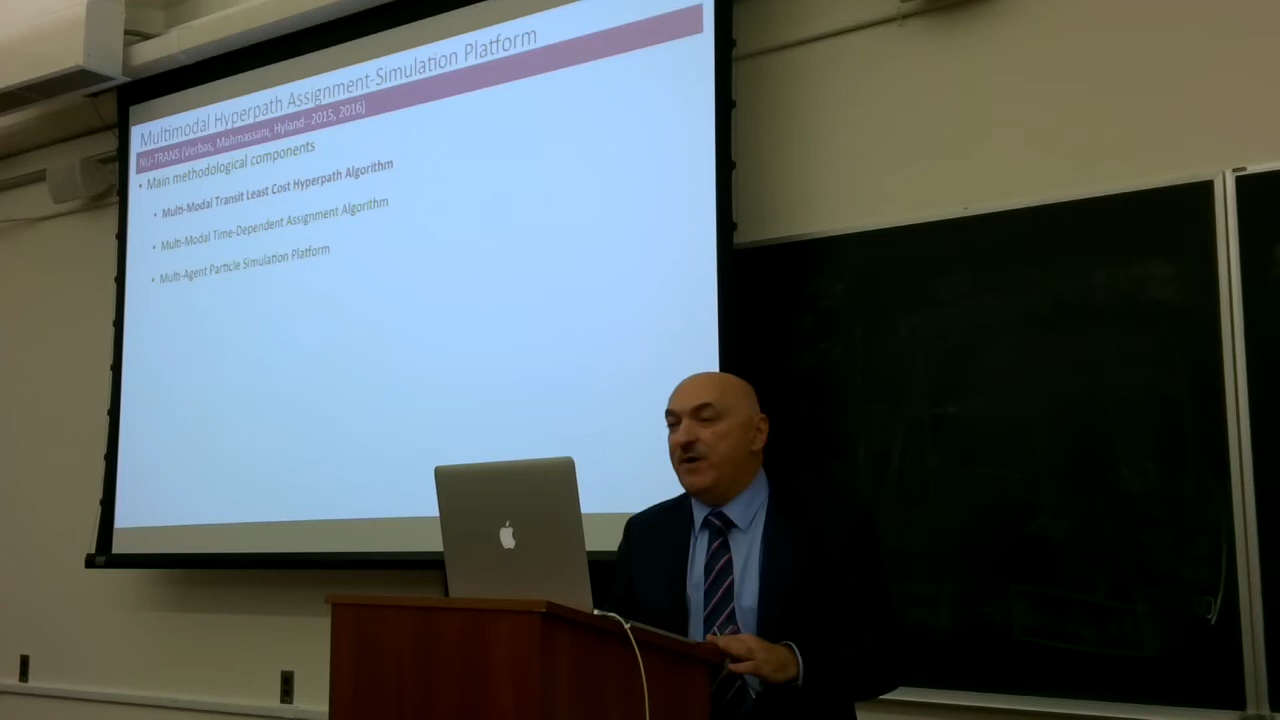 Multimodal Hyperpath Assignment-Simulation Platform
NU-TRANS (Verbas, Mahmassani, Hyland--2015, 2016)
• Main methodological components
• Multi-Modal Transit Least Cost Hyperpath Algorithm
• Multi-Modal Time-Dependent Assignment Algorithm
• Multi-Agent Particle Simulation Platform